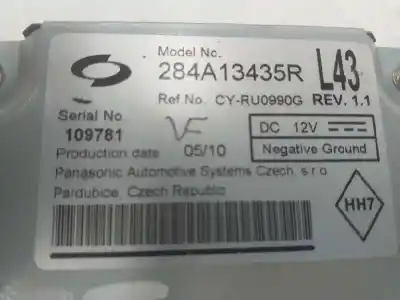 Model No.
284A13435R L43
Ref No. CY-RU0990G REV. 1.1
Serial No.
109781
VF
DC 12V
Production date 05/10
Negative Ground
Panasonic Automotive Systems Czech, s.r.o
Pardubice, Czech Republic
HH7